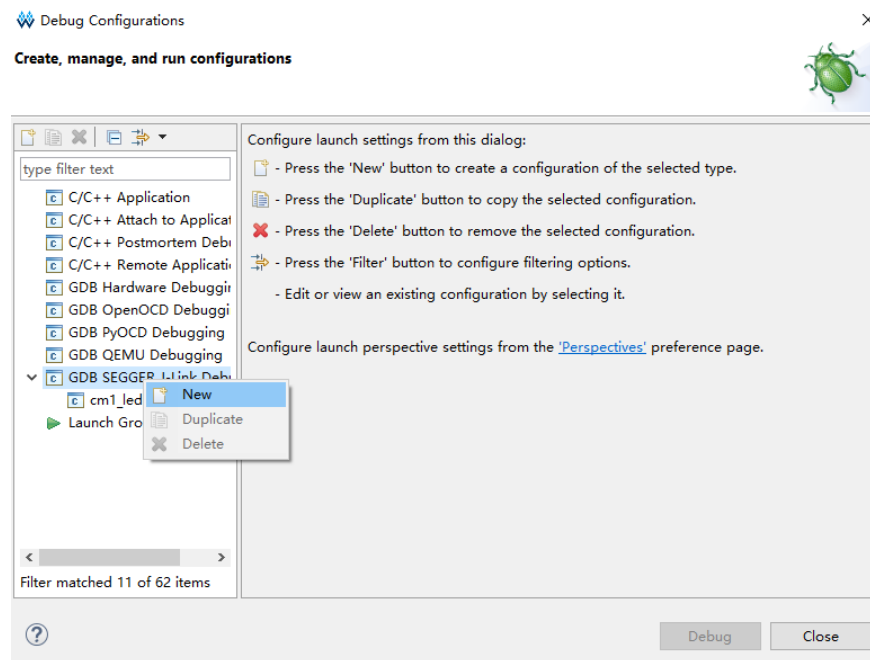 Debug Configurations
Create, manage, and run configurations
type filter text
C/C++ Application
C/C++ Attach to Applicat
C/C++ Postmortem Deb
C/C++ Remote Applicati
GDB Hardware Debuggin
GDB OpenOCD Debuggi
GDB PyOCD Debugging
GDB QEMU Debugging
GDB SEGGER J-Link Deb
cm1_led
Launch Gro
New
Duplicate
Delete
Filter matched 11 of 62 items
Configure launch settings from this dialog:
- Press the 'New' button to create a configuration of the selected type.
- Press the 'Duplicate' button to copy the selected configuration.
- Press the 'Delete' button to remove the selected configuration.
- Press the 'Filter' button to configure filtering options.
- Edit or view an existing configuration by selecting it.
Configure launch perspective settings from the 'Perspectives' preference page.
Debug
Close